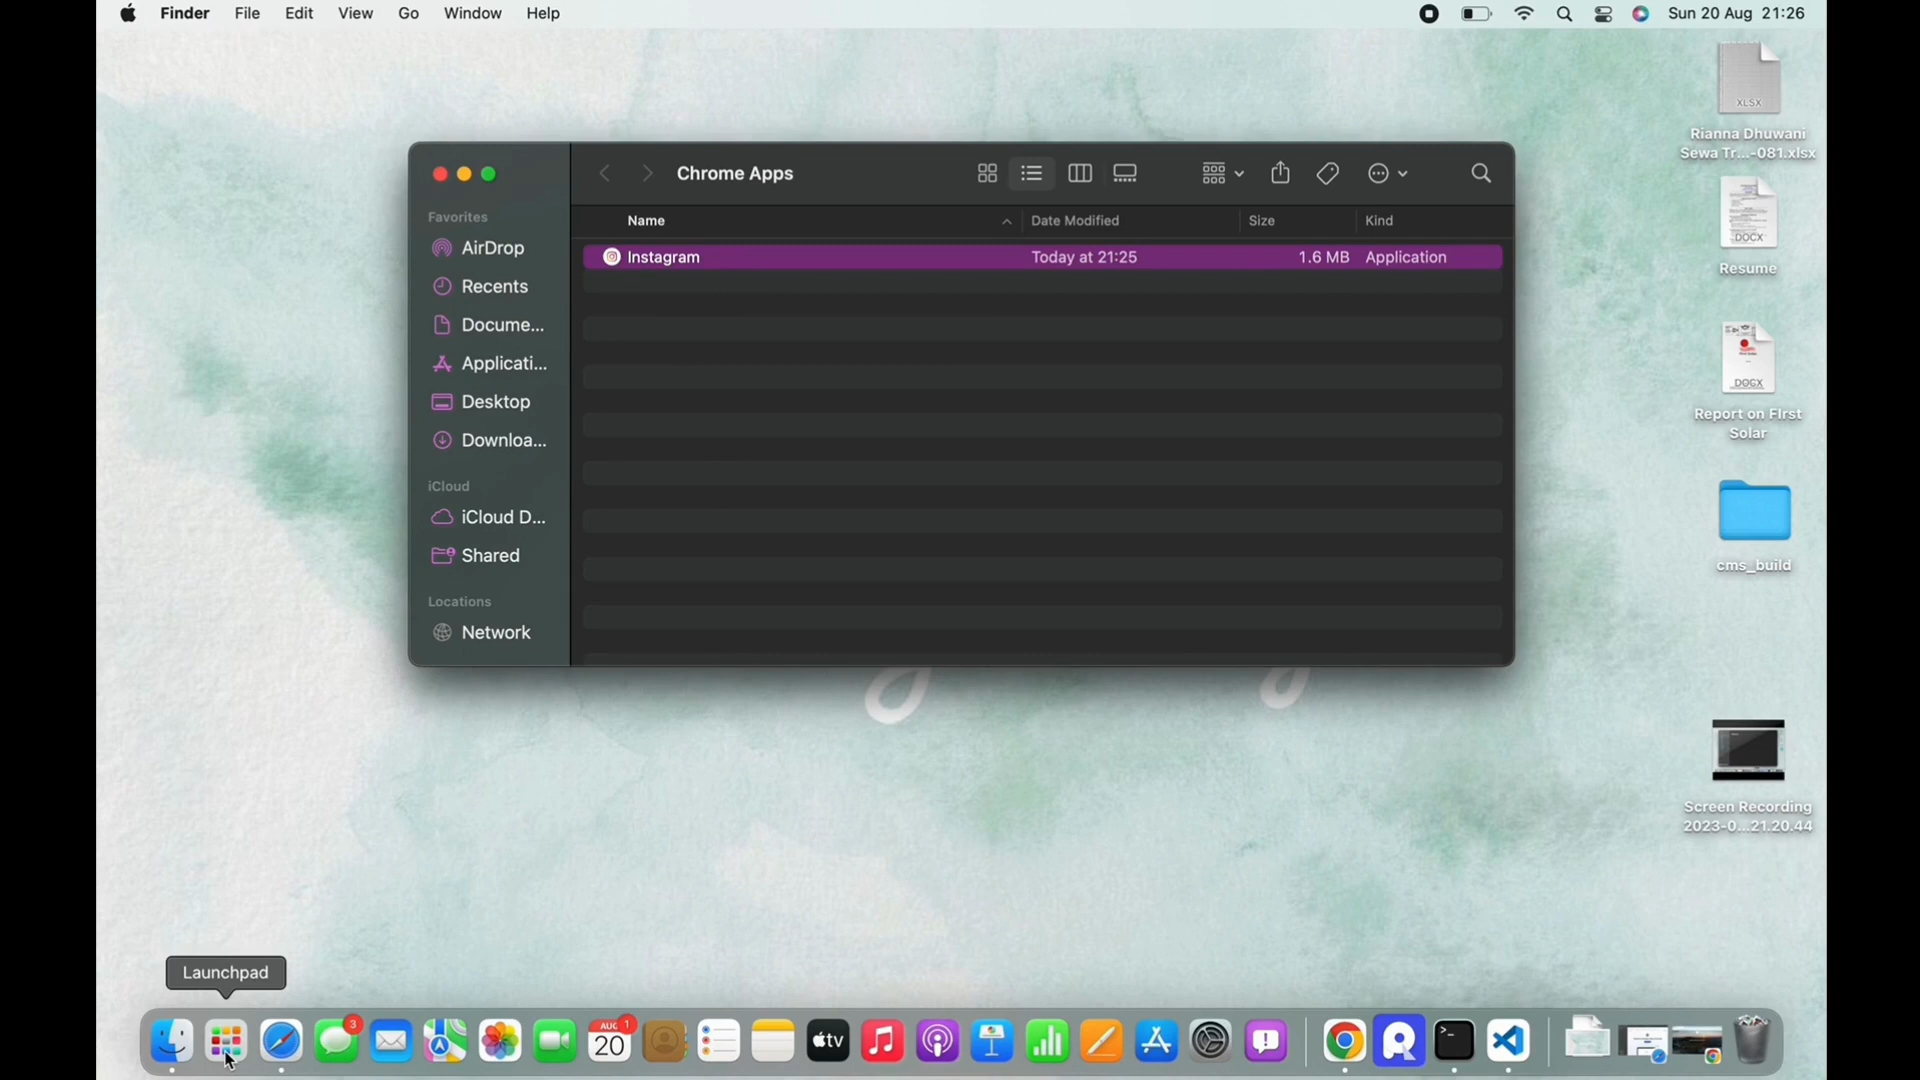 Finder File Edit View Go Window Help Sun 20 Aug 21:26
Chrome Apps
Favorites
AirDrop
Recents
Docume...
Applicati...
Desktop
Downloa...
iCloud
iCloud D...
Shared
Locations
Network
Name Date Modified Size Kind
Instagram Today at 21:25 1.6 MB Application
XLSX
Rianna Dhuwani
Sewa Tr...-081.xlsx
DOCX
Resume
DOCX
Report on FIrst
Solar
cms_build
Screen Recording
2023-0...21.20.44
Launchpad
3
AUG 1
20
tv